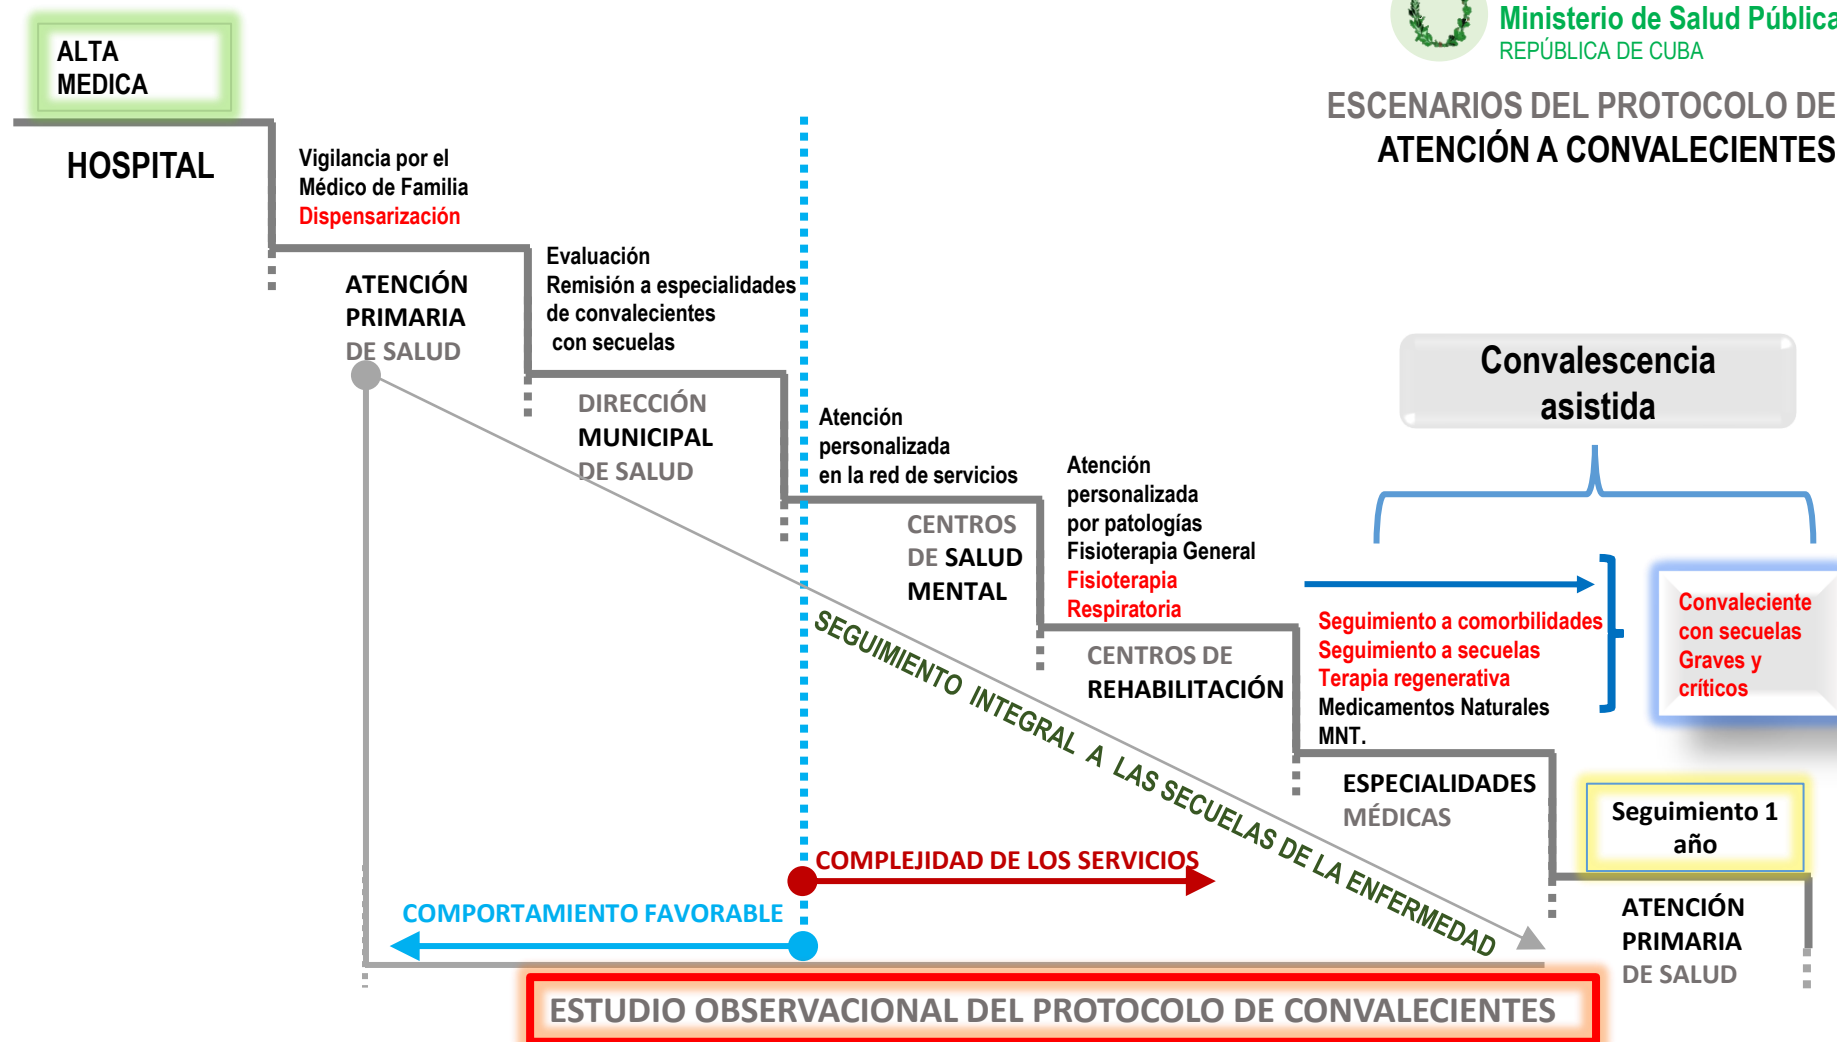 Ministerio de Salud Pública
REPÚBLICA DE CUBA
ESCENARIOS DEL PROTOCOLO DE
ATENCIÓN A CONVALECIENTES
ALTA
MEDICA
HOSPITAL
Vigilancia por el
Médico de Familia
Dispensarización
ATENCIÓN
PRIMARIA
DE SALUD
Evaluación
Remisión a especialidades
de convalecientes
con secuelas
DIRECCIÓN
MUNICIPAL
DE SALUD
Atención
personalizada
en la red de servicios
CENTROS
DE SALUD
MENTAL
Atención
personalizada
por patologías
Fisioterapia General
Fisioterapia
Respiratoria
CENTROS DE
REHABILITACIÓN
Convalescencia
asistida
Seguimiento a comorbilidades
Seguimiento a secuelas
Terapia regenerativa
Medicamentos Naturales
MNT.
Convaleciente
con secuelas
Graves y
críticos
ESPECIALIDADES
MÉDICAS
Seguimiento 1
año
ATENCIÓN
PRIMARIA
DE SALUD
SEGUIMIENTO INTEGRAL A LAS SECUELAS DE LA ENFERMEDAD
COMPLEJIDAD DE LOS SERVICIOS
COMPORTAMIENTO FAVORABLE
ESTUDIO OBSERVACIONAL DEL PROTOCOLO DE CONVALECIENTES